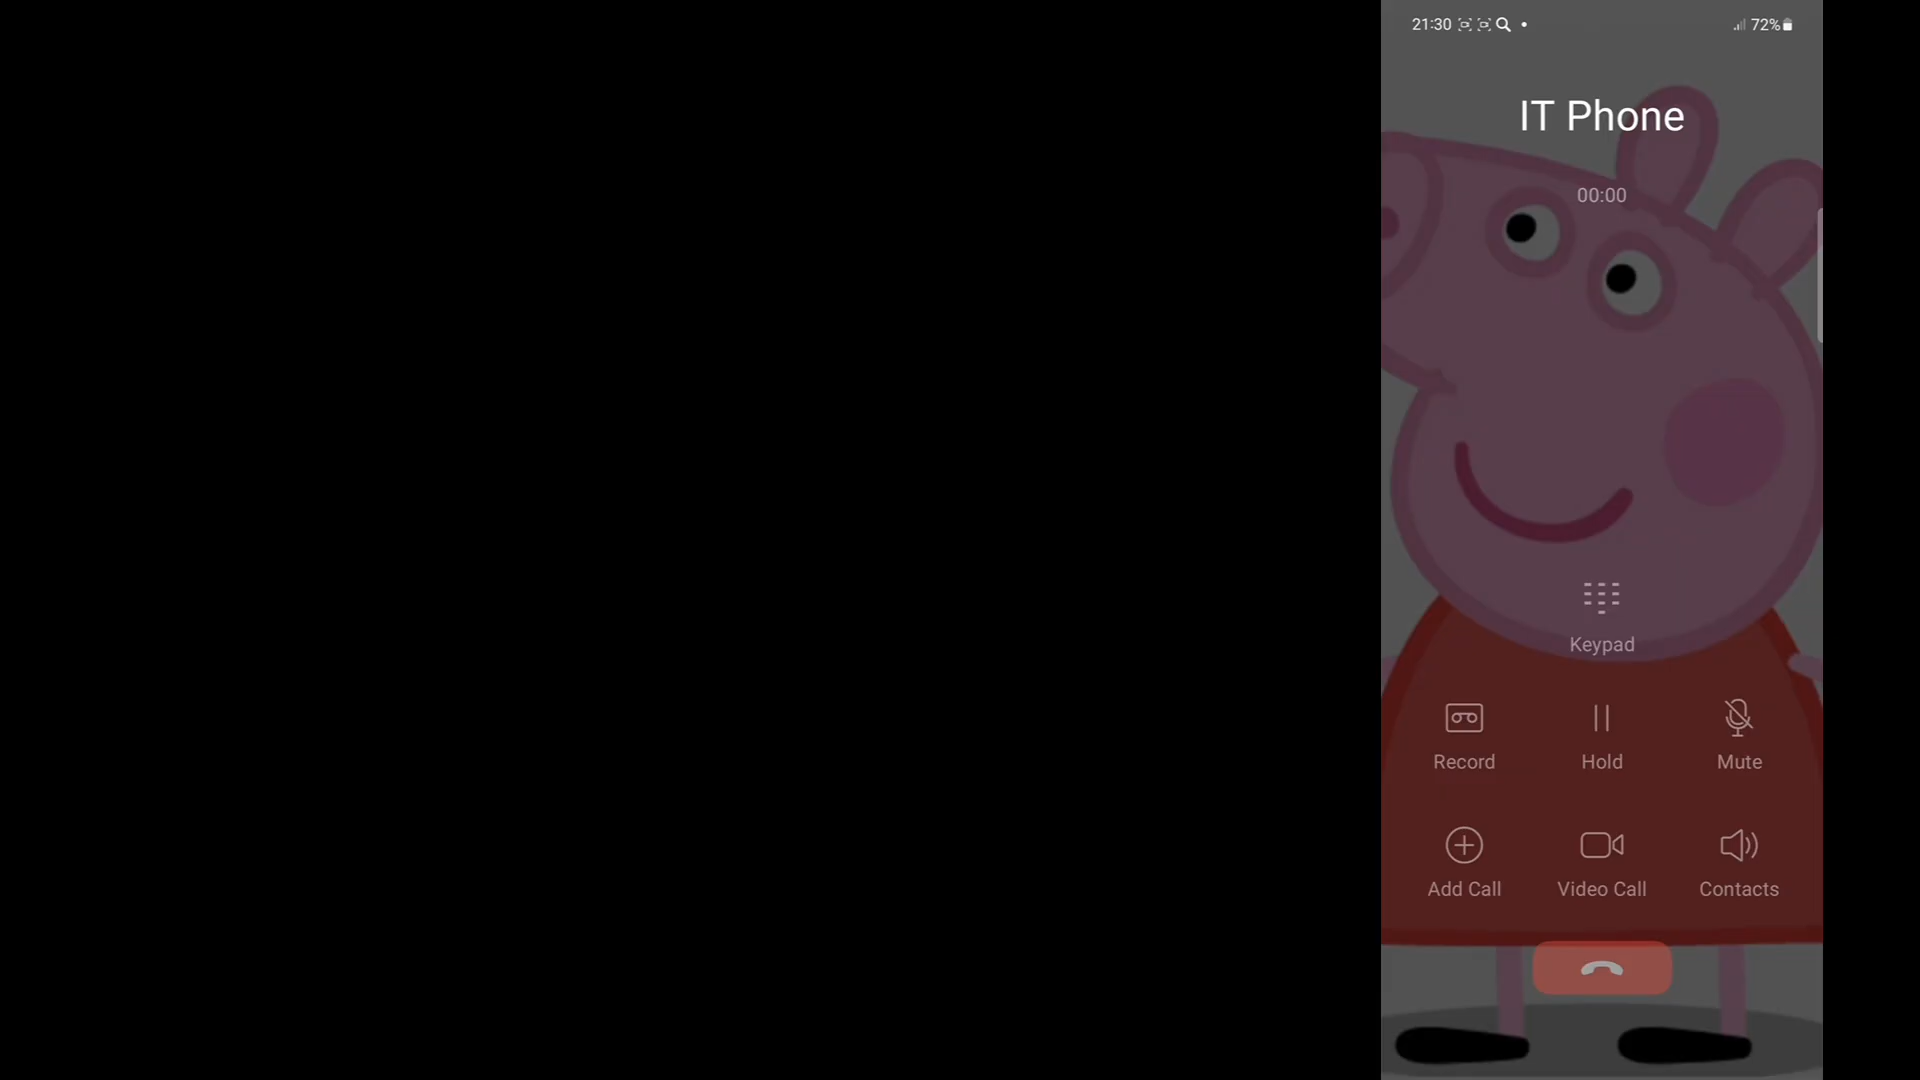 21:30
72%
IT Phone
00:00
Keypad
Record Hold Mute
Add Call Video Call Contacts